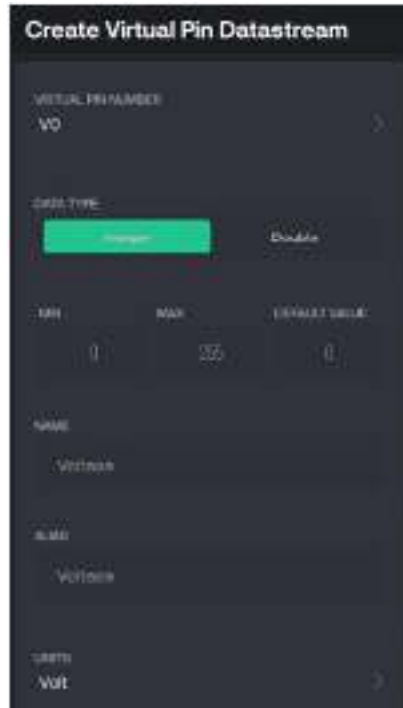 Create Virtual Pin Datastream
VIRTUAL PIN NUMBER
V0
DATA TYPE
Integer Double
MIN MAX DEFAULT VALUE
0 255 0
NAME
Voltage
ALIAS
Voltage
UNITS
Volt